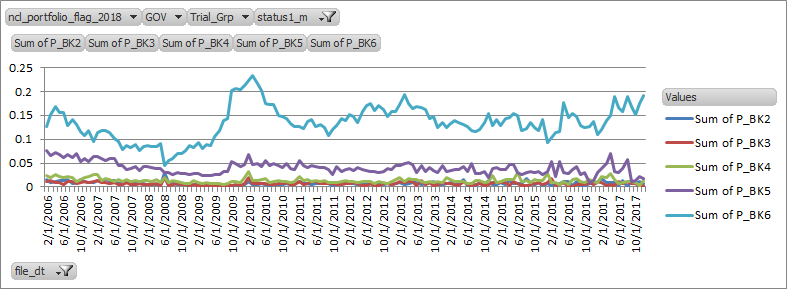 ncl_portfolio_flag_2018 GOV Trial_Grp status1_m
Sum of P_BK2 Sum of P_BK3 Sum of P_BK4 Sum of P_BK5 Sum of P_BK6
0.25
0.2
0.15
0.1
0.05
0
2/1/2006 6/1/2006 10/1/2006 2/1/2007 6/1/2007 10/1/2007 2/1/2008 6/1/2008 10/1/2008 2/1/2009 6/1/2009 10/1/2009 2/1/2010 6/1/2010 10/1/2010 2/1/2011 6/1/2011 10/1/2011 2/1/2012 6/1/2012 10/1/2012 2/1/2013 6/1/2013 10/1/2013 2/1/2014 6/1/2014 10/1/2014 2/1/2015 6/1/2015 10/1/2015 2/1/2016 6/1/2016 10/1/2016 2/1/2017 6/1/2017 10/1/2017
Values
Sum of P_BK2
Sum of P_BK3
Sum of P_BK4
Sum of P_BK5
Sum of P_BK6
file_dt